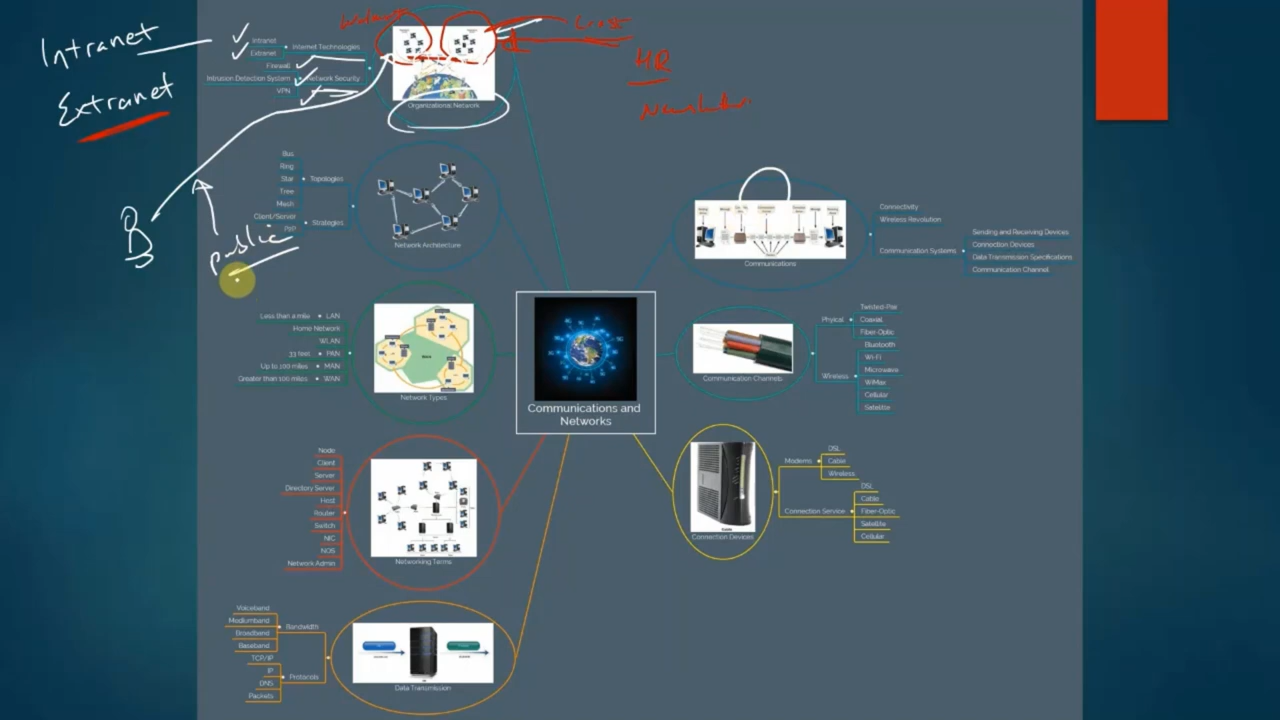 Intranet
Extranet
public
HR
Intranet
Extranet
Internet Technologies
Firewall
Intrusion Detection System
Network Security
VPN
Organizational Network
Bus
Ring
Star
Topologies
Tree
Mesh
Client/Server
Strategies
P2P
Network Architecture
Less than a mile
LAN
Home Network
WLAN
33 feet
PAN
Up to 100 miles
MAN
Greater than 100 miles
WAN
Network Types
Node
Client
Server
Directory Server
Host
Router
Switch
NIC
NOS
Network Admin
Networking Terms
Voiceband
Mediumband
Bandwidth
Broadband
Baseband
TCP/IP
IP
Protocols
DNS
Packets
Data Transmission
Communications and
Networks
Communications
Connectivity
Wireless Revolution
Communication Systems
Sending and Receiving Devices
Connection Devices
Data Transmission Specifications
Communication Channel
Communication Channels
Physical
Twisted-Pair
Coaxial
Fiber-Optic
Wireless
Bluetooth
Wi-Fi
Microwave
WiMax
Cellular
Satellite
Connection Devices
Modems
DSL
Cable
Wireless
Connection Service
DSL
Cable
Fiber-Optic
Satellite
Cellular